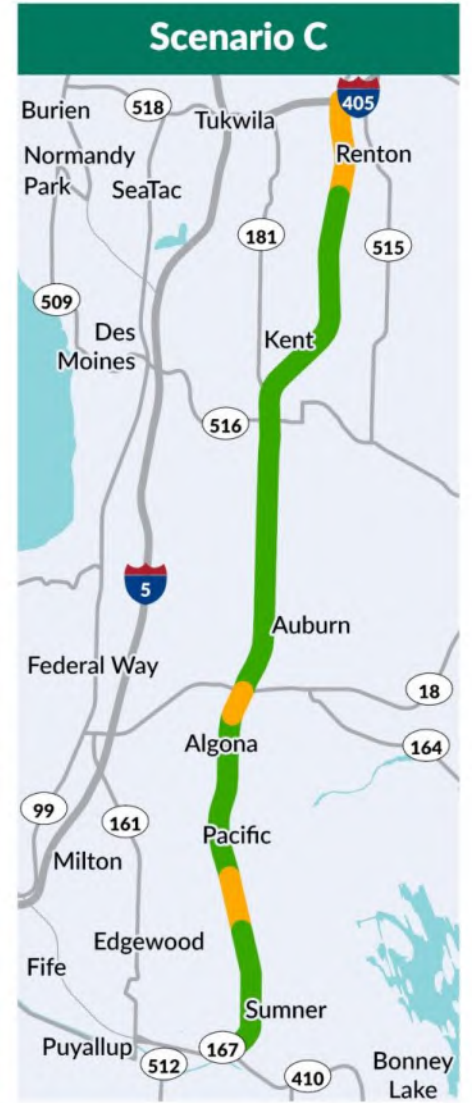 Scenario C
405
Burien
518
Tukwila
Normandy
Park
SeaTac
Renton
181
515
509
Des
Moines
Kent
516
5
Auburn
Federal Way
18
Algona
164
99
161
Pacific
Milton
Edgewood
Fife
Sumner
Puyallup
167
512
410
Bonney
Lake